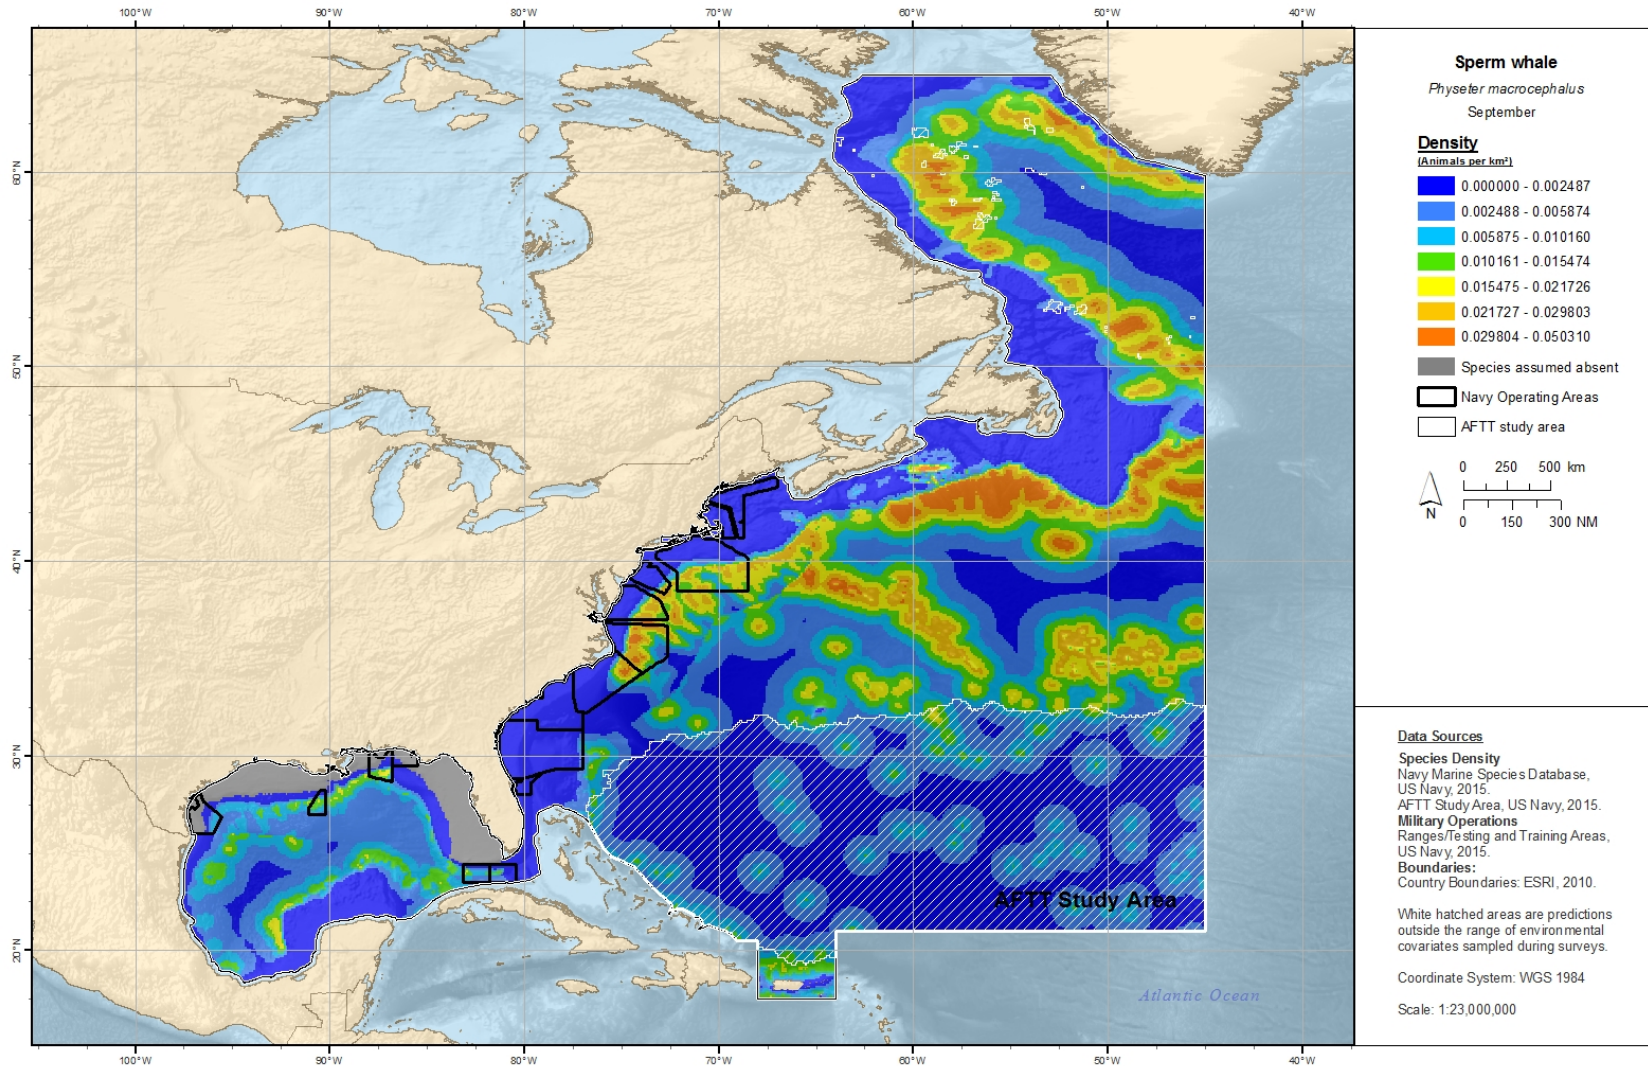 100°W 90°W 80°W 70°W 60°W 50°W 40°W
60°N
50°N
40°N
30°N
20°N
AFTT Study Area
Atlantic Ocean
100°W 90°W 80°W 70°W 60°W 50°W 40°W
Sperm whale
Physeter macrocephalus
September
Density
(Animals per km²)
0.000000 - 0.002487
0.002488 - 0.005874
0.005875 - 0.010160
0.010161 - 0.015474
0.015475 - 0.021726
0.021727 - 0.029803
0.029804 - 0.050310
Species assumed absent
Navy Operating Areas
AFTT study area
N
0 250 500 km
0 150 300 NM
Data Sources
Species Density
Navy Marine Species Database,
US Navy, 2015.
AFTT Study Area, US Navy, 2015.
Military Operations
Ranges/Testing and Training Areas,
US Navy, 2015.
Boundaries:
Country Boundaries: ESRI, 2010.
White hatched areas are predictions
outside the range of environmental
covariates sampled during surveys.
Coordinate System: WGS 1984
Scale: 1:23,000,000